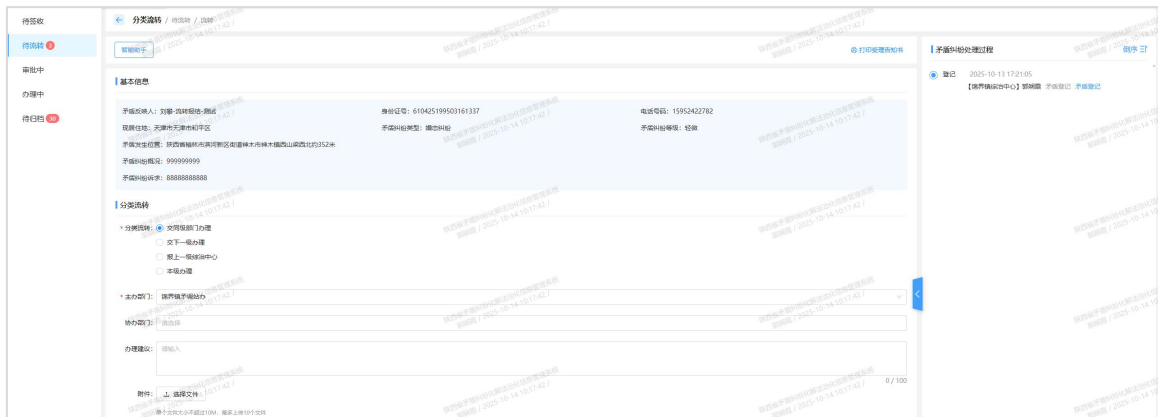 待签收
待流转 3
审批中
办理中
待归档 30
分类流转 / 待流转 / 流转
智能助手
打印受理告知书
基本信息
矛盾反映人：刘攀-流转报结-测试
身份证号：610425199503161337
电话号码：15952422782
现居住地：天津市天津市和平区
矛盾纠纷类型：婚恋纠纷
矛盾纠纷等级：轻微
矛盾发生位置：陕西省榆林市滨河新区街道神木市神木镇西山梁西北约352米
矛盾纠纷概况：999999999
矛盾纠纷诉求：88888888888
分类流转
* 分类流转： 交同级部门办理
交下一级办理
报上一级综治中心
本级办理
* 主办部门： 锦界镇矛调站办
协办部门： 请选择
办理建议： 请输入
0 / 100
附件： 选择文件
单个文件大小不超过10M，最多上传10个文件
矛盾纠纷处理过程
倒序
登记 2025-10-13 17:21:05
【锦界镇综治中心】郭朔霞 矛盾登记 矛盾登记